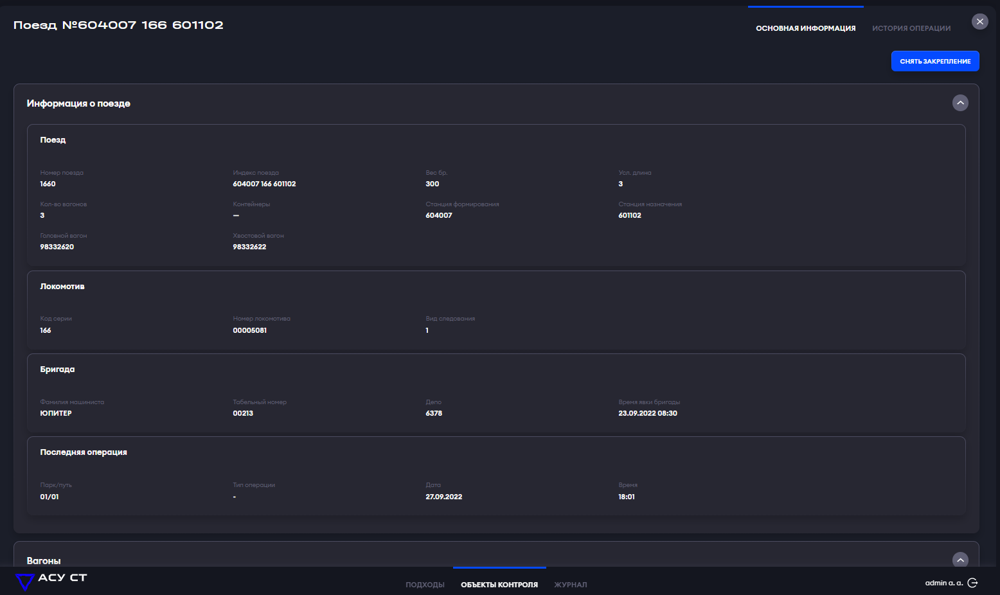 Поезд №604007 166 601102
ОСНОВНАЯ ИНФОРМАЦИЯ
ИСТОРИЯ ОПЕРАЦИИ
СНЯТЬ ЗАКРЕПЛЕНИЕ
Информация о поезде
Поезд
Номер поезда
1660
Индекс поезда
604007 166 601102
Вес бр.
300
Усл. длина
3
Кол-во вагонов
3
Контейнеры
—
Станция формирования
604007
Станция назначения
601102
Головной вагон
98332620
Хвостовой вагон
98332622
Локомотив
Код серии
166
Номер локомотива
00005081
Вид следования
1
Бригада
Фамилия машиниста
ЮПИТЕР
Табельный номер
00213
Депо
6378
Время явки бригады
23.09.2022 08:30
Последняя операция
Парк/путь
01/01
Тип операции
-
Дата
27.09.2022
Время
18:01
Вагоны
АСУ СТ
ПОДХОДЫ
ОБЪЕКТЫ КОНТРОЛЯ
ЖУРНАЛ
admin a. a.